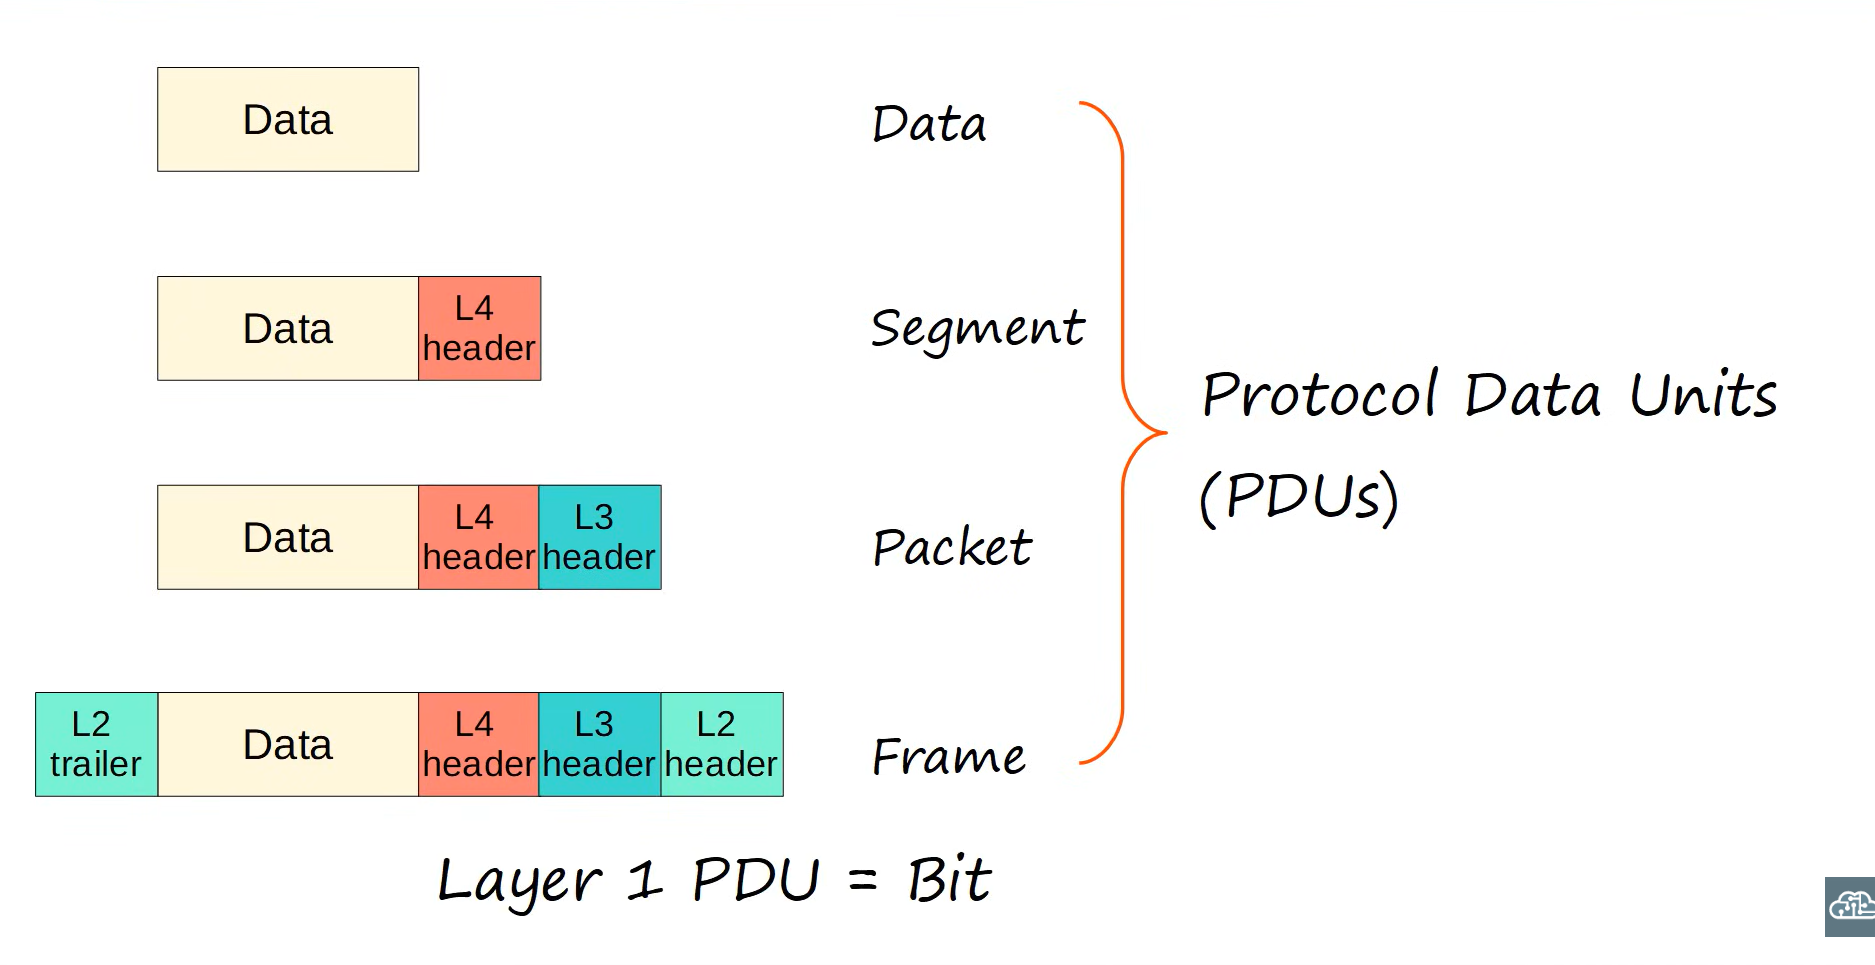 Data
Data
Data
L4
header
Segment
Data
L4
header
L3
header
Packet
Protocol Data Units
(PDUs)
L2
trailer
Data
L4
header
L3
header
L2
header
Frame
Layer 1 PDU = Bit